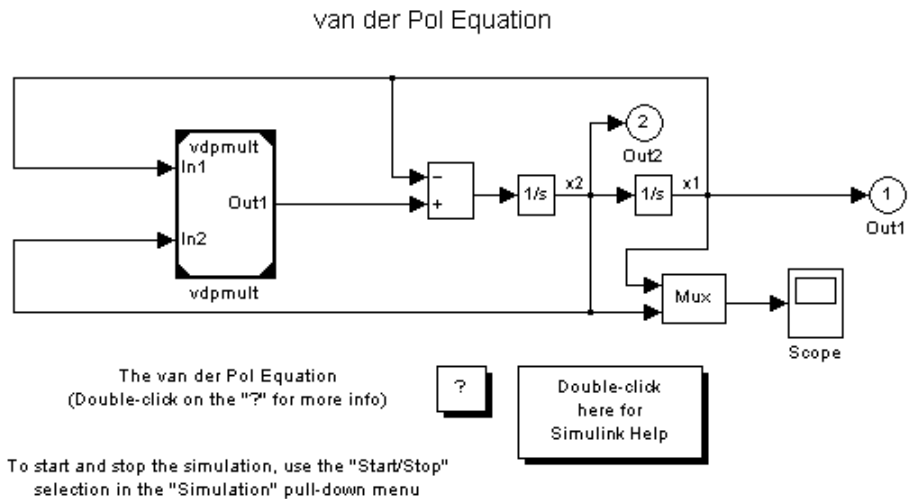 van der Pol Equation
vdpmult
In1
Out1
In2
vdpmult
−
+
1/s
x2
2
Out2
1/s
x1
1
Out1
Mux
Scope
The van der Pol Equation
(Double-click on the "?" for more info)
?
Double-click
here for
Simulink Help
To start and stop the simulation, use the "Start/Stop"
selection in the "Simulation" pull-down menu